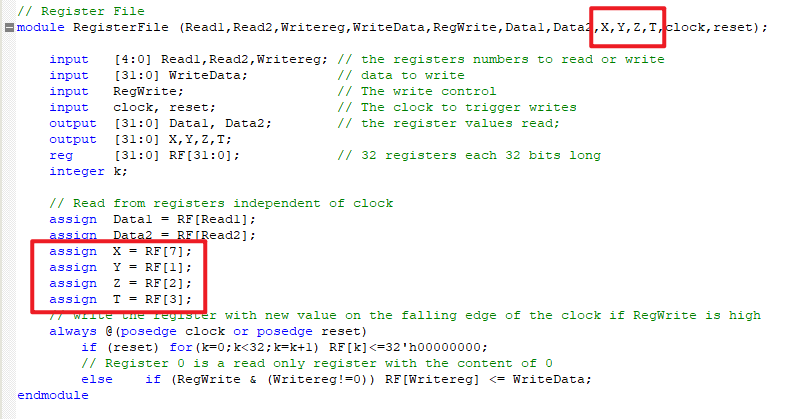 // Register File
module RegisterFile (Read1,Read2,Writereg,WriteData,RegWrite,Data1,Data2,X,Y,Z,T,clock,reset);
input [4:0] Read1,Read2,Writereg; // the registers numbers to read or write
input [31:0] WriteData; // data to write
input RegWrite; // The write control
input clock, reset; // The clock to trigger writes
output [31:0] Data1, Data2; // the register values read;
output [31:0] X,Y,Z,T;
reg [31:0] RF[31:0]; // 32 registers each 32 bits long
integer k;
// Read from registers independent of clock
assign Data1 = RF[Read1];
assign Data2 = RF[Read2];
assign X = RF[7];
assign Y = RF[1];
assign Z = RF[2];
assign T = RF[3];
// write the register with new value on the falling edge of the clock if RegWrite is high
always @(posedge clock or posedge reset)
if (reset) for(k=0;k<32;k=k+1) RF[k]<=32'h00000000;
// Register 0 is a read only register with the content of 0
else if (RegWrite & (Writereg!=0)) RF[Writereg] <= WriteData;
endmodule